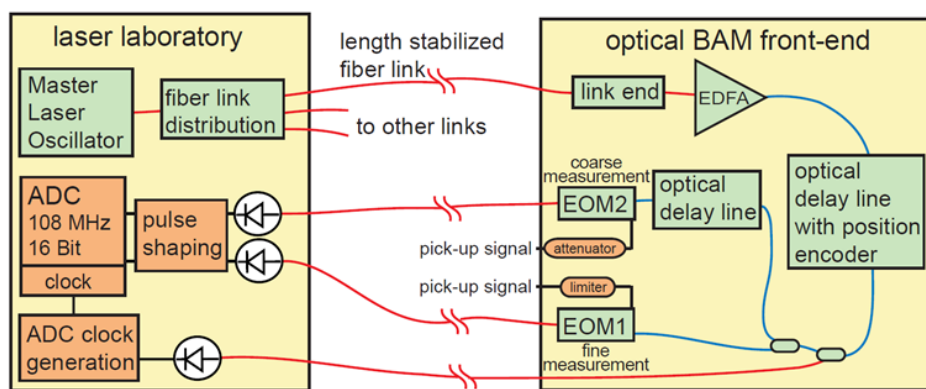 laser laboratory
Master
Laser
Oscillator
fiber link
distribution
length stabilized
fiber link
to other links
ADC
108 MHz
16 Bit
clock
pulse
shaping
ADC clock
generation
optical BAM front-end
link end
EDFA
coarse
measurement
EOM2
optical
delay line
optical
delay line
with position
encoder
pick-up signal
attenuator
pick-up signal
limiter
EOM1
fine
measurement